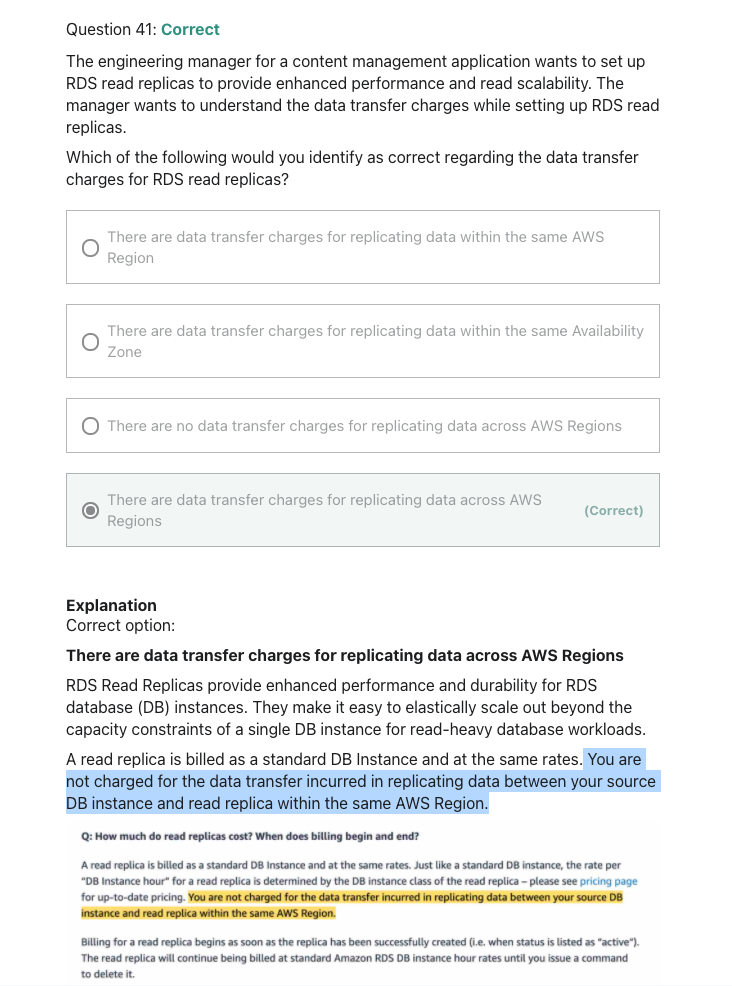 Question 41: Correct
The engineering manager for a content management application wants to set up
RDS read replicas to provide enhanced performance and read scalability. The
manager wants to understand the data transfer charges while setting up RDS read
replicas.
Which of the following would you identify as correct regarding the data transfer
charges for RDS read replicas?
There are data transfer charges for replicating data within the same AWS
Region
There are data transfer charges for replicating data within the same Availability
Zone
There are no data transfer charges for replicating data across AWS Regions
There are data transfer charges for replicating data across AWS
Regions
(Correct)
Explanation
Correct option:
There are data transfer charges for replicating data across AWS Regions
RDS Read Replicas provide enhanced performance and durability for RDS
database (DB) instances. They make it easy to elastically scale out beyond the
capacity constraints of a single DB instance for read-heavy database workloads.
A read replica is billed as a standard DB Instance and at the same rates. You are
not charged for the data transfer incurred in replicating data between your source
DB instance and read replica within the same AWS Region.
Q: How much do read replicas cost? When does billing begin and end?
A read replica is billed as a standard DB Instance and at the same rates. Just like a standard DB instance, the rate per
"DB Instance hour" for a read replica is determined by the DB instance class of the read replica – please see pricing page
for up-to-date pricing. You are not charged for the data transfer incurred in replicating data between your source DB
instance and read replica within the same AWS Region.
Billing for a read replica begins as soon as the replica has been successfully created (i.e. when status is listed as "active").
The read replica will continue being billed at standard Amazon RDS DB instance hour rates until you issue a command
to delete it.